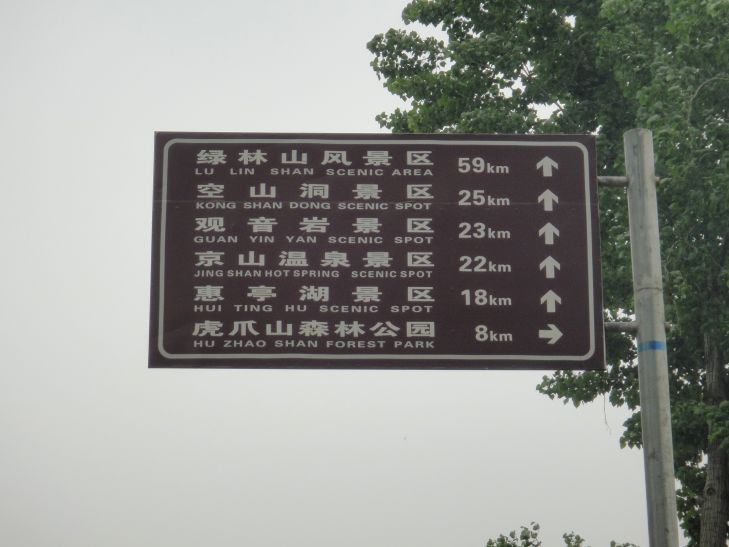 绿林山风景区 59km ↑
LU LIN SHAN SCENIC AREA
空山洞景区 25km ↑
KONG SHAN DONG SCENIC SPOT
观音岩景区 23km ↑
GUAN YIN YAN SCENIC SPOT
京山温泉景区 22km ↑
JING SHAN HOT SPRING SCENIC SPOT
惠亭湖景区 18km ↑
HUI TING HU SCENIC SPOT
虎爪山森林公园 8km →
HU ZHAO SHAN FOREST PARK